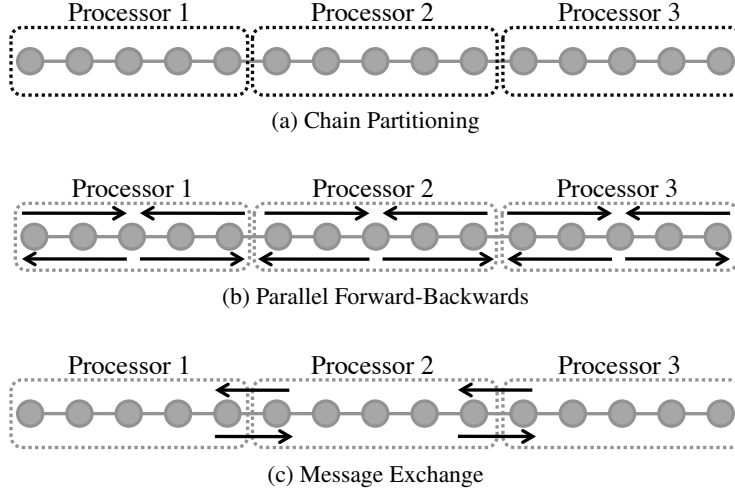 Processor 1 Processor 2 Processor 3
(a) Chain Partitioning
Processor 1 Processor 2 Processor 3
(b) Parallel Forward-Backwards
Processor 1 Processor 2 Processor 3
(c) Message Exchange